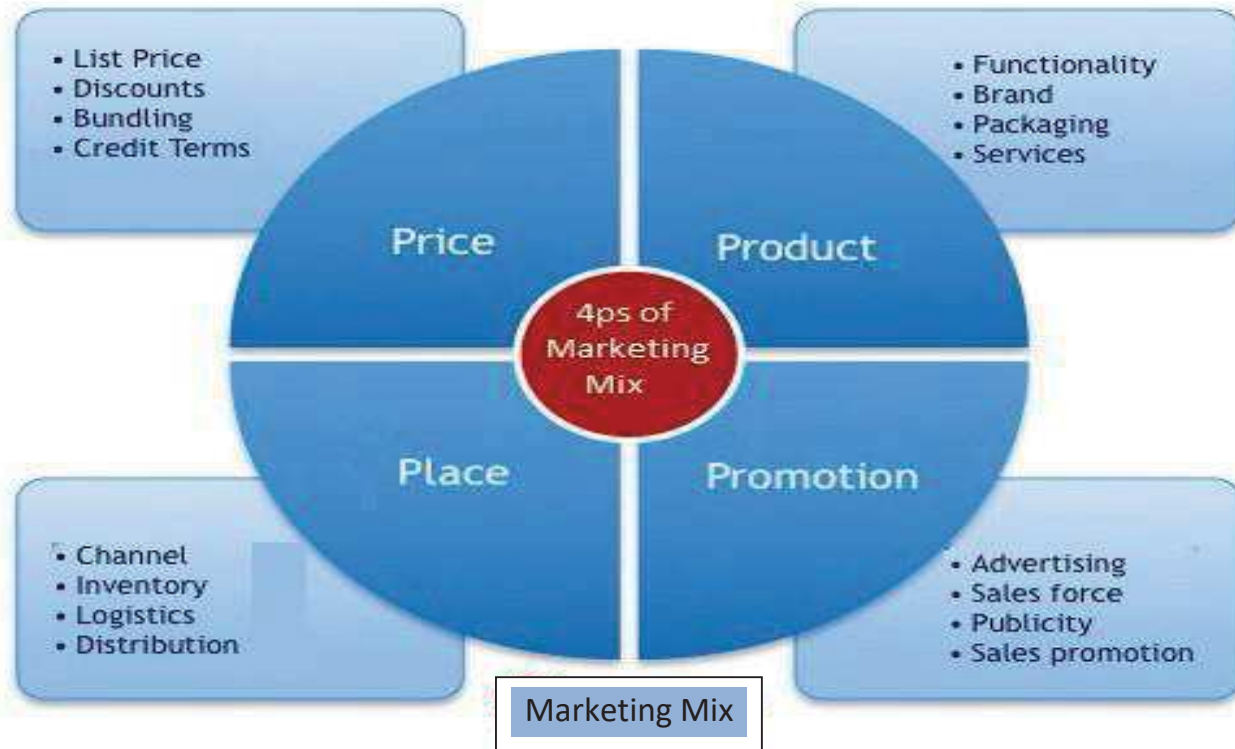 • List Price
• Discounts
• Bundling
• Credit Terms
• Functionality
• Brand
• Packaging
• Services
Price
Product
4ps of
Marketing
Mix
Place
Promotion
• Channel
• Inventory
• Logistics
• Distribution
• Advertising
• Sales force
• Publicity
• Sales promotion
Marketing Mix